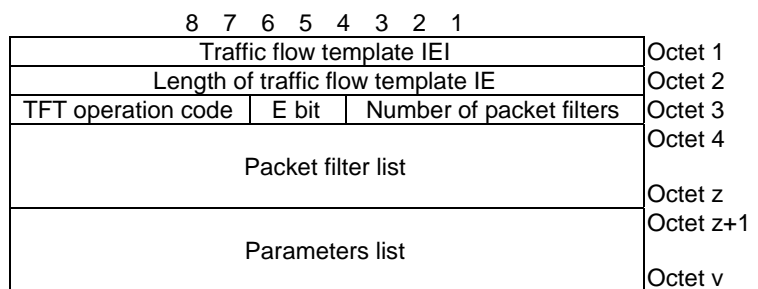 8 7 6 5 4 3 2 1
Traffic flow template IEI Octet 1
Length of traffic flow template IE Octet 2
TFT operation code E bit Number of packet filters Octet 3
Octet 4
Packet filter list
Octet z
Octet z+1
Parameters list
Octet v